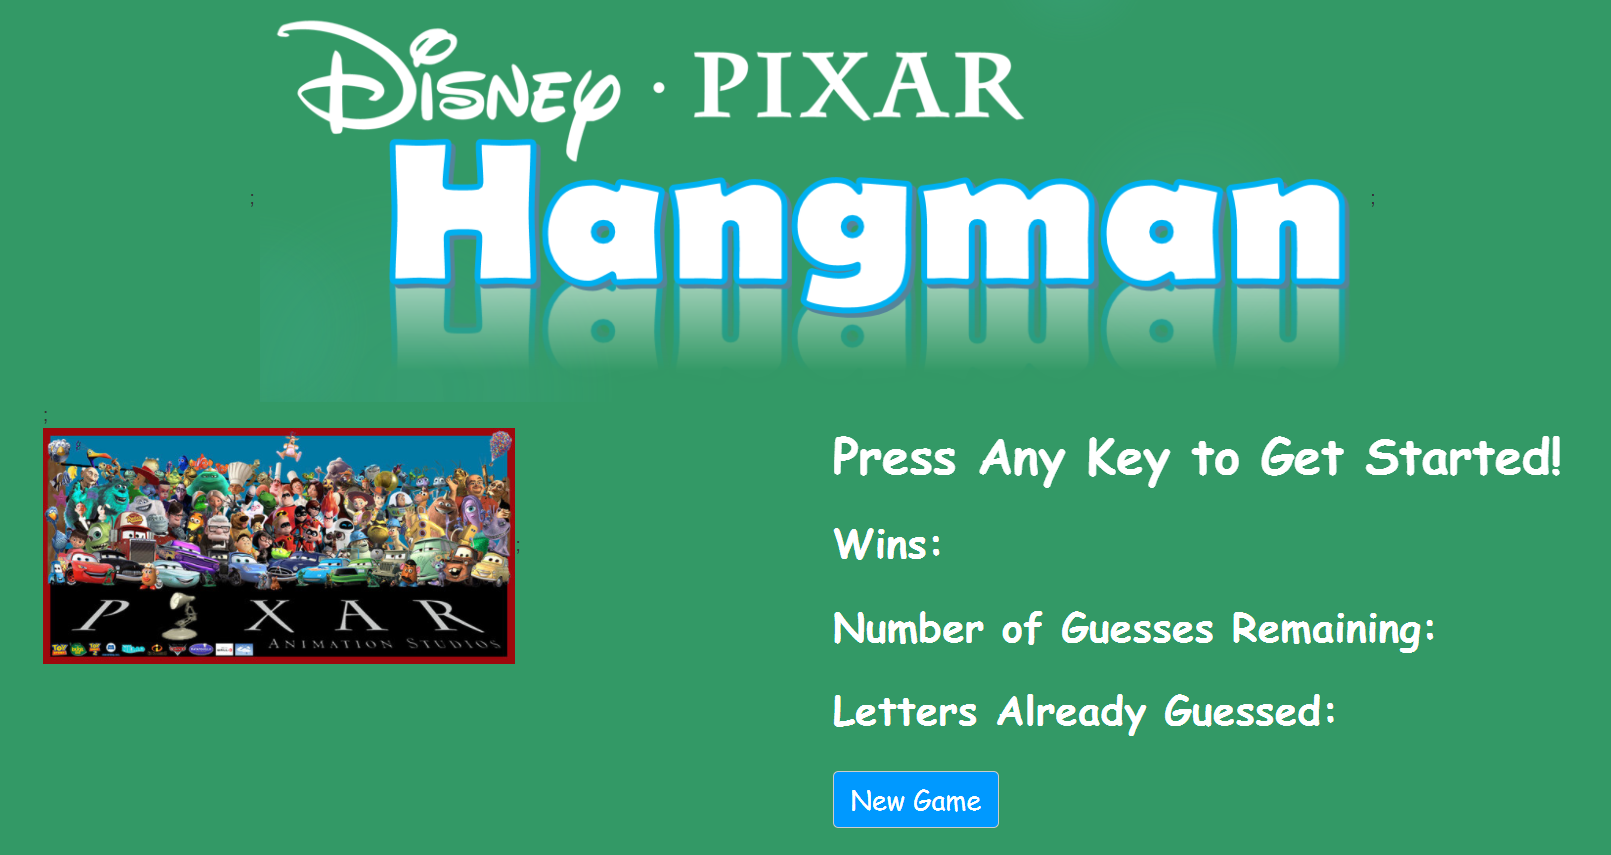 Disney · PIXAR
Hangman
;
;
;
Press Any Key to Get Started!
;
Wins:
PIXAR
ANIMATION STUDIOS
Number of Guesses Remaining:
Letters Already Guessed:
New Game